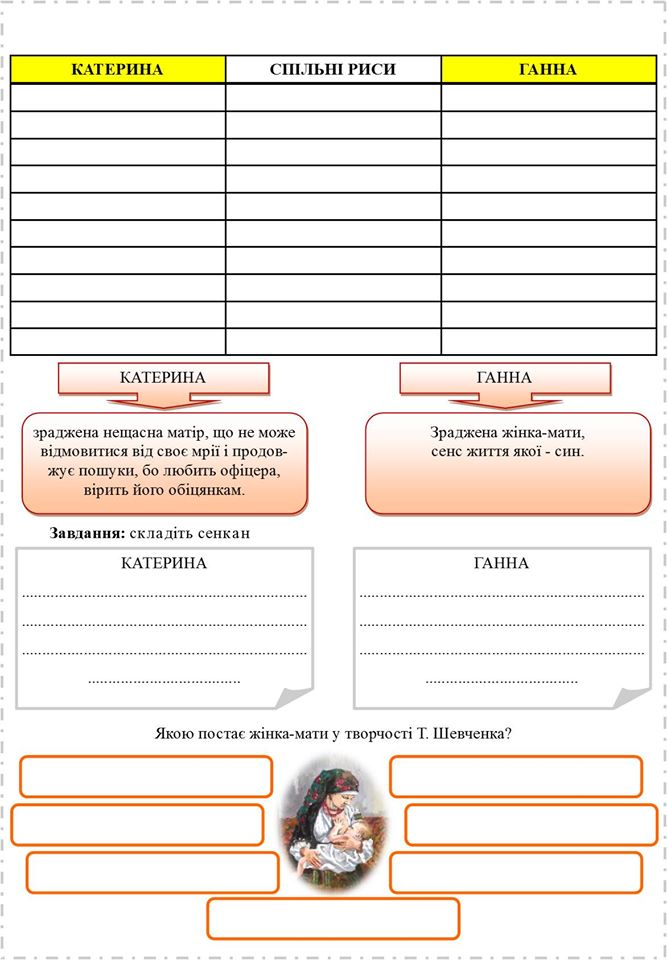 КАТЕРИНА СПІЛЬНІ РИСИ ГАННА
КАТЕРИНА
зраджена нещасна матір, що не може
відмовитися від своє мрії і продов-
жує пошуки, бо любить офіцера,
вірить його обіцянкам.
ГАННА
Зраджена жінка-мати,
сенс життя якої - син.
Завдання: складіть сенкан
КАТЕРИНА
ГАННА
Якою постає жінка-мати у творчості Т. Шевченка?